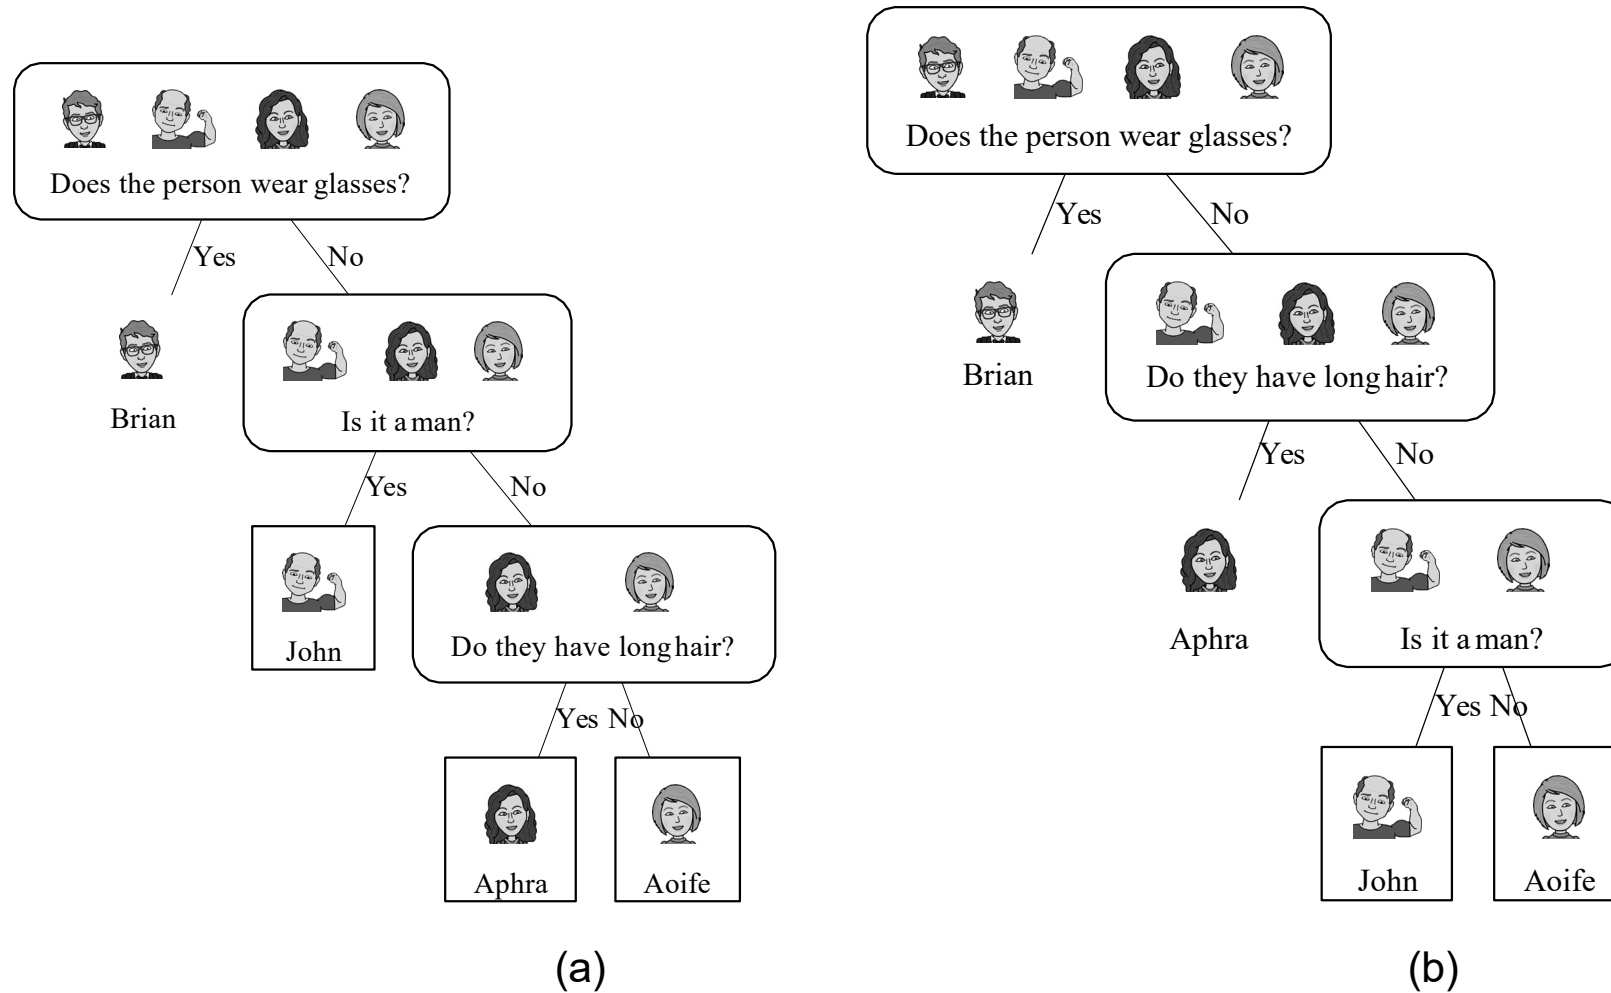 Does the person wear glasses?
Yes
No
Brian
Is it a man?
Yes
No
John
Do they have long hair?
Yes No
Aphra
Aoife
(a)
Does the person wear glasses?
Yes
No
Brian
Do they have long hair?
Yes
No
Aphra
Is it a man?
Yes No
John
Aoife
(b)